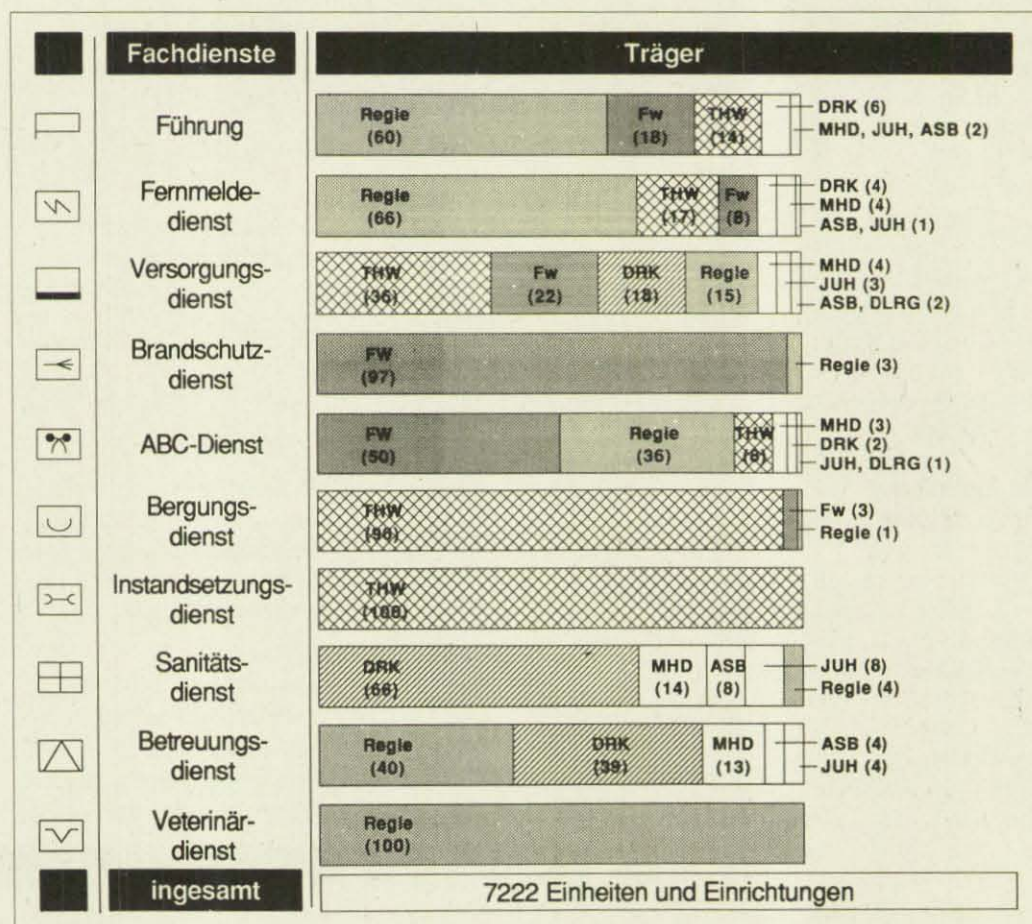 Fachdienste
Träger
Führung
Regie
(60)
Fw
(18)
THW
(14)
DRK (6)
MHD, JUH, ASB (2)
Fernmelde-
dienst
Regie
(66)
THW
(17)
Fw
(8)
DRK (4)
MHD (4)
ASB, JUH (1)
Versorgungs-
dienst
THW
(36)
Fw
(22)
DRK
(18)
Regie
(15)
MHD (4)
JUH (3)
ASB, DLRG (2)
Brandschutz-
dienst
FW
(97)
Regie (3)
ABC-Dienst
FW
(50)
Regie
(36)
THW
(8)
MHD (3)
DRK (2)
JUH, DLRG (1)
Bergungs-
dienst
THW
(96)
Fw (3)
Regie (1)
Instandsetzungs-
dienst
THW
(100)
Sanitäts-
dienst
DRK
(66)
MHD
(14)
ASB
(8)
JUH (8)
Regie (4)
Betreuungs-
dienst
Regie
(40)
DRK
(39)
MHD
(13)
ASB (4)
JUH (4)
Veterinär-
dienst
Regie
(100)
ingesamt
7222 Einheiten und Einrichtungen